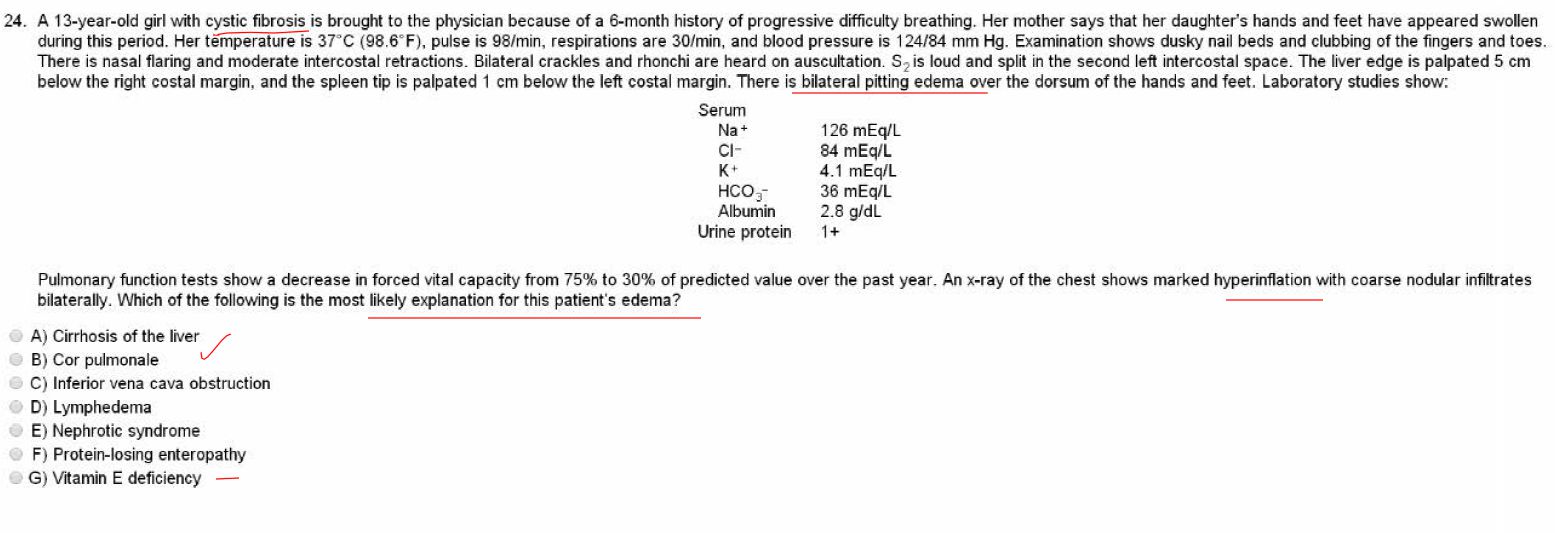 24. A 13-year-old girl with cystic fibrosis is brought to the physician because of a 6-month history of progressive difficulty breathing. Her mother says that her daughter's hands and feet have appeared swollen
during this period. Her temperature is 37°C (98.6°F), pulse is 98/min, respirations are 30/min, and blood pressure is 124/84 mm Hg. Examination shows dusky nail beds and clubbing of the fingers and toes.
There is nasal flaring and moderate intercostal retractions. Bilateral crackles and rhonchi are heard on auscultation. S₂ is loud and split in the second left intercostal space. The liver edge is palpated 5 cm
below the right costal margin, and the spleen tip is palpated 1 cm below the left costal margin. There is bilateral pitting edema over the dorsum of the hands and feet. Laboratory studies show:
Serum
Na⁺ 126 mEq/L
Cl⁻ 84 mEq/L
K⁺ 4.1 mEq/L
HCO₃⁻ 36 mEq/L
Albumin 2.8 g/dL
Urine protein 1+
Pulmonary function tests show a decrease in forced vital capacity from 75% to 30% of predicted value over the past year. An x-ray of the chest shows marked hyperinflation with coarse nodular infiltrates
bilaterally. Which of the following is the most likely explanation for this patient's edema?
A) Cirrhosis of the liver
B) Cor pulmonale
C) Inferior vena cava obstruction
D) Lymphedema
E) Nephrotic syndrome
F) Protein-losing enteropathy
G) Vitamin E deficiency